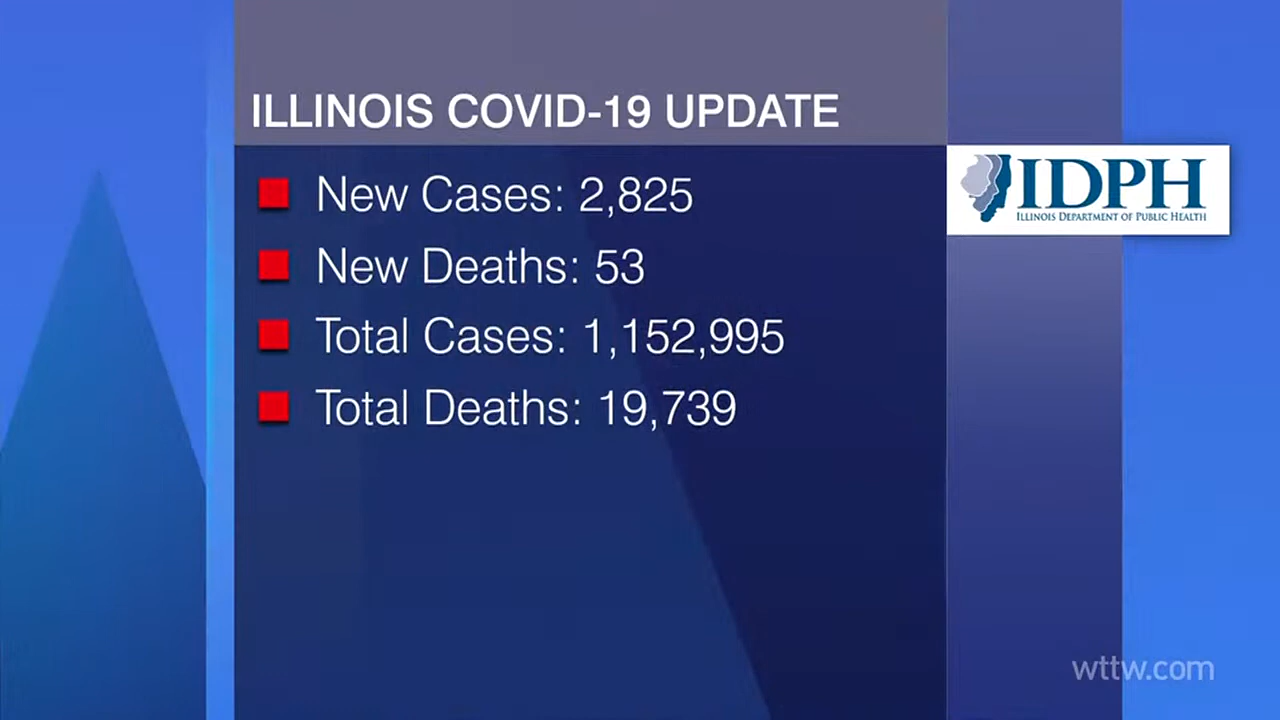 ILLINOIS COVID-19 UPDATE
New Cases: 2,825
New Deaths: 53
Total Cases: 1,152,995
Total Deaths: 19,739
IDPH
ILLINOIS DEPARTMENT OF PUBLIC HEALTH
wttw.com